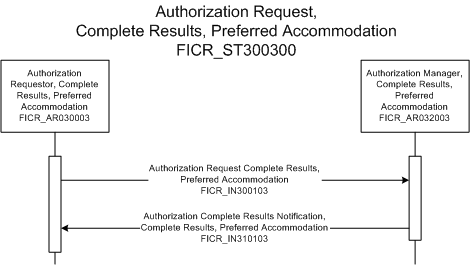 Authorization Request,
Complete Results, Preferred Accommodation
FICR_ST300300
Authorization
Requestor, Complete
Results, Preferred
Accommodation
FICR_AR030003
Authorization Manager,
Complete Results,
Preferred
Accommodation
FICR_AR032003
Authorization Request Complete Results,
Preferred Accommodation
FICR_IN300103
Authorization Complete Results Notification,
Complete Results, Preferred Accommodation
FICR_IN310103